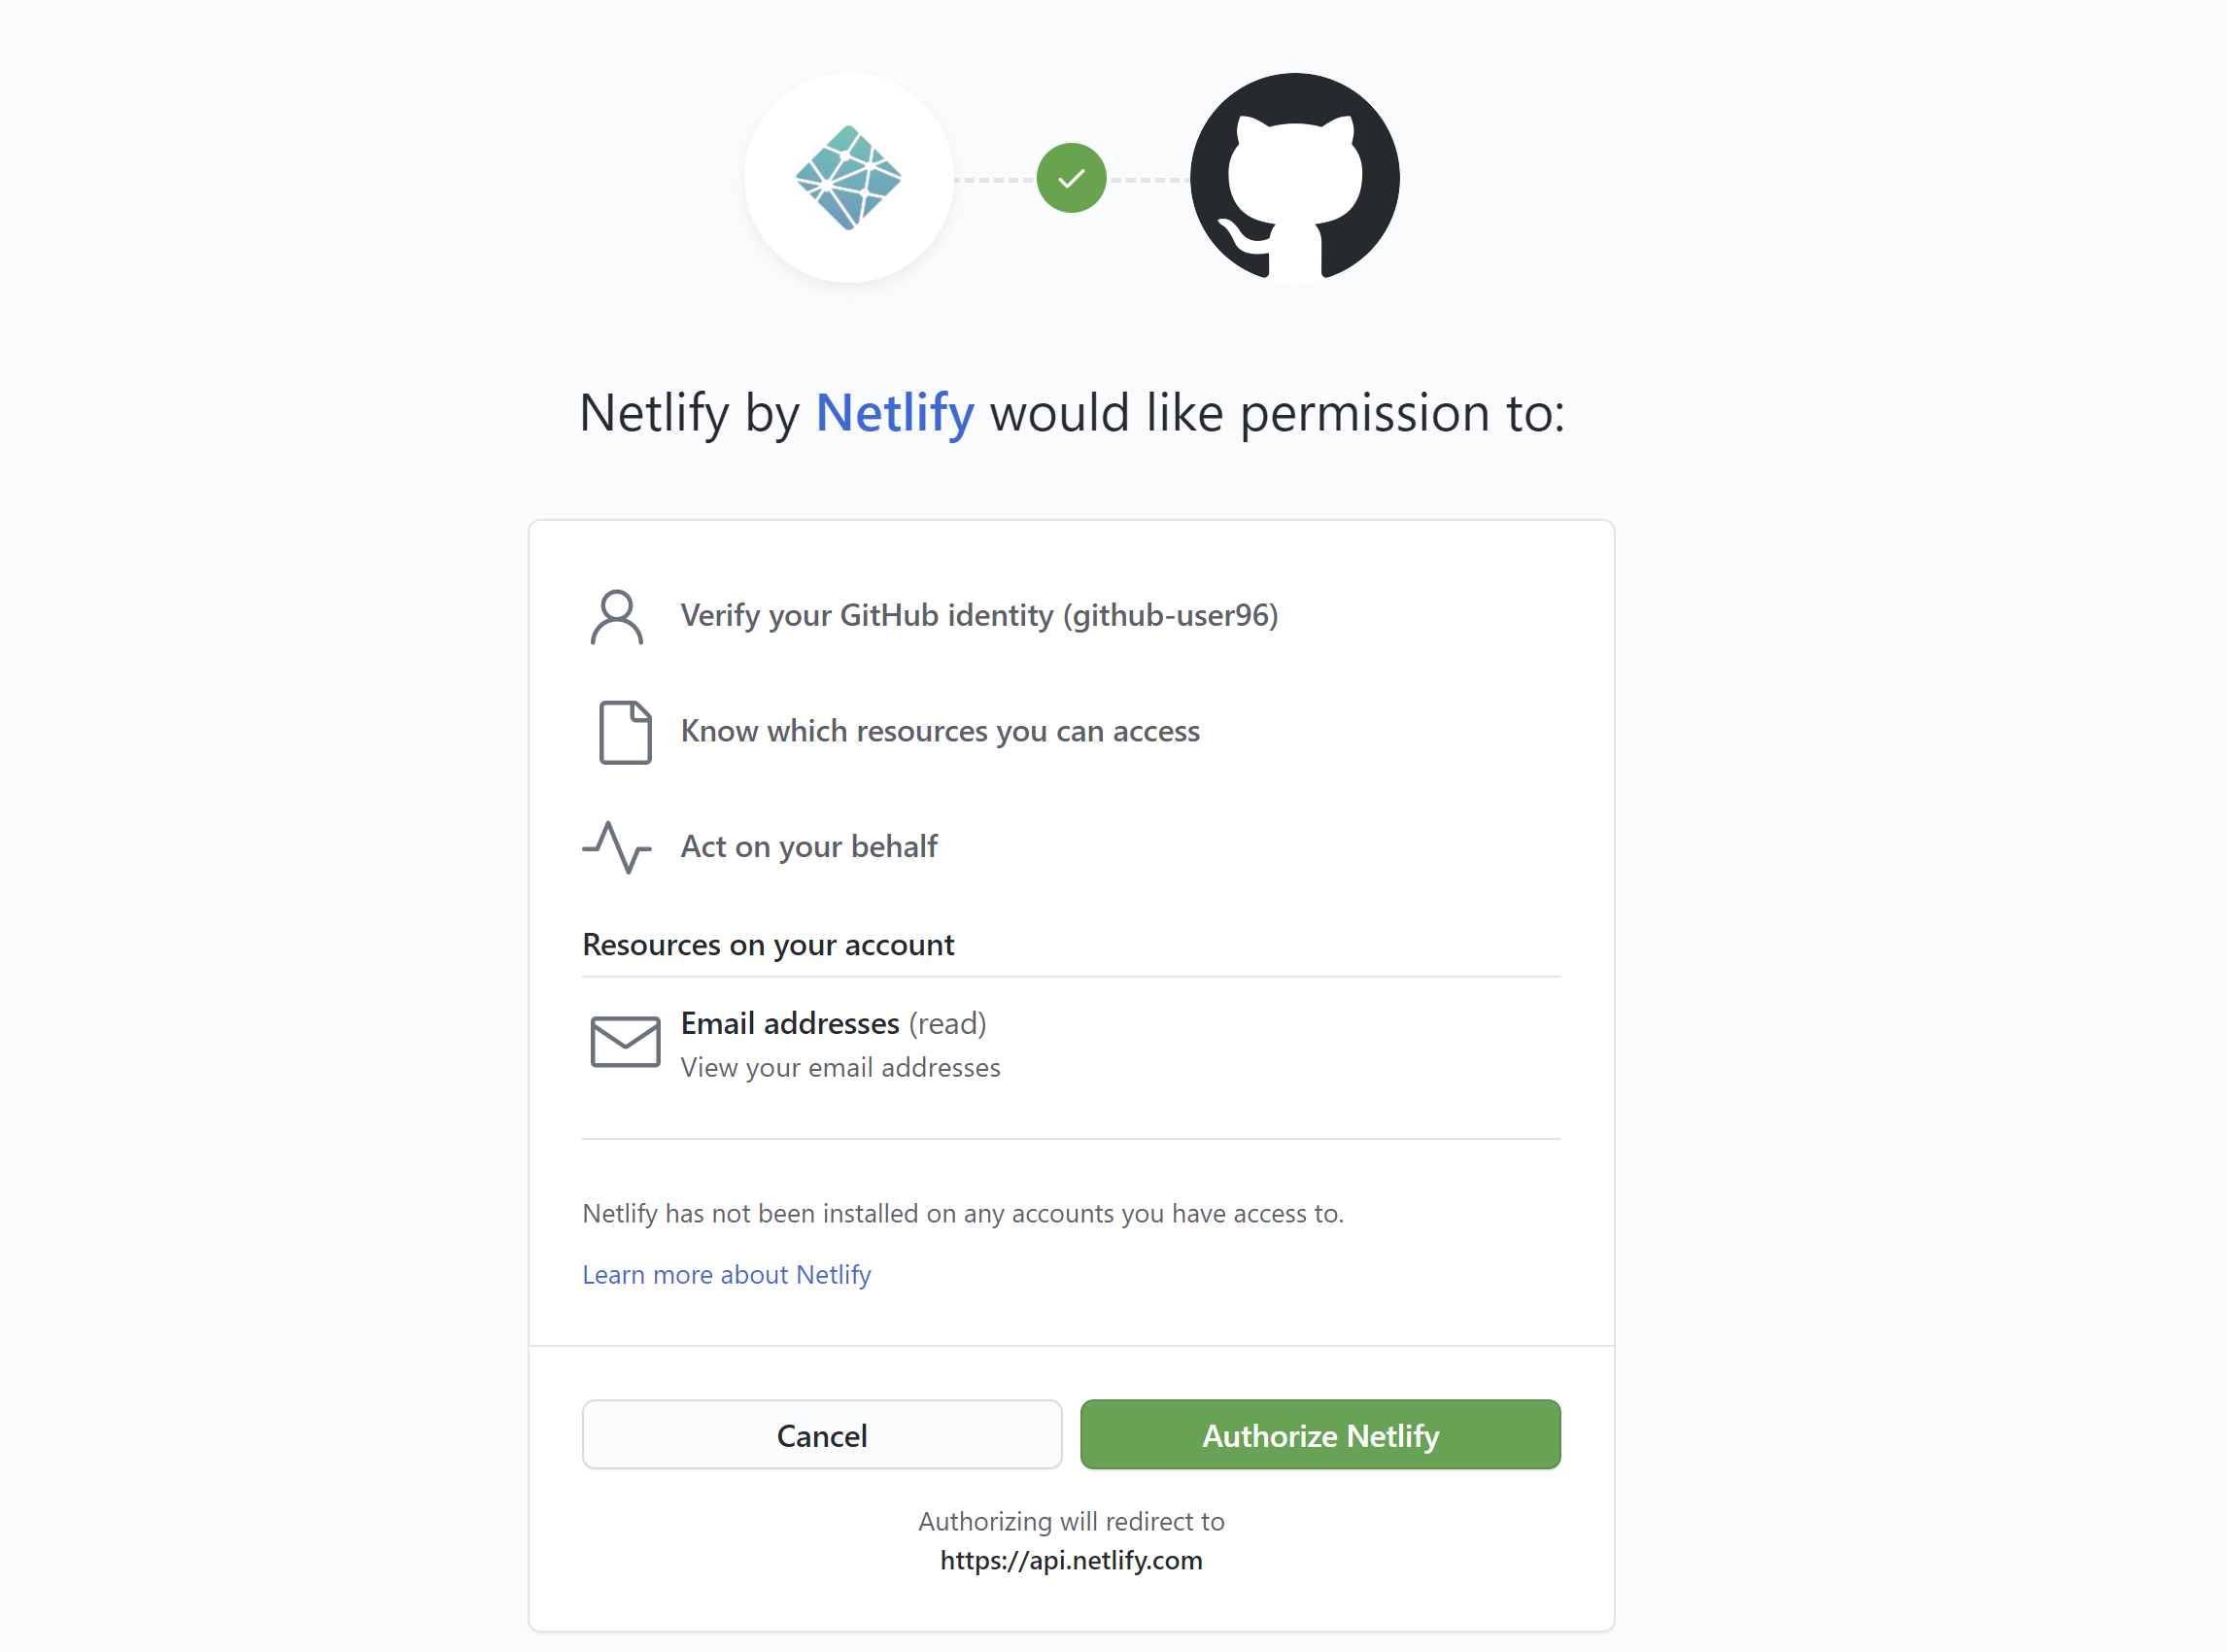 Netlify by Netlify would like permission to:
Verify your GitHub identity (github-user96)
Know which resources you can access
Act on your behalf
Resources on your account
Email addresses (read)
View your email addresses
Netlify has not been installed on any accounts you have access to.
Learn more about Netlify
Cancel
Authorize Netlify
Authorizing will redirect to
https://api.netlify.com